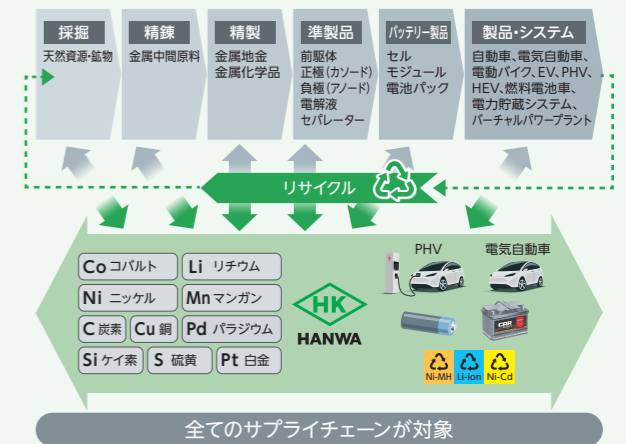 採掘
天然資源・鉱物
精錬
金属中間原料
精製
金属地金
金属化学品
準製品
前駆体
正極(カソード)
負極(アノード)
電解液
セパレーター
バッテリー製品
セル
モジュール
電池パック
製品・システム
自動車、電気自動車、
電動バイク、EV、PHV、
HEV、燃料電池車、
電力貯蔵システム、
バーチャルパワープラント
リサイクル
Co コバルト
Li リチウム
Ni ニッケル
Mn マンガン
C 炭素
Cu 銅
Pd パラジウム
Si ケイ素
S 硫黄
Pt 白金
HK
HANWA
PHV
電気自動車
CAR
Ni-MH
Li-ion
Ni-Cd
全てのサプライチェーンが対象